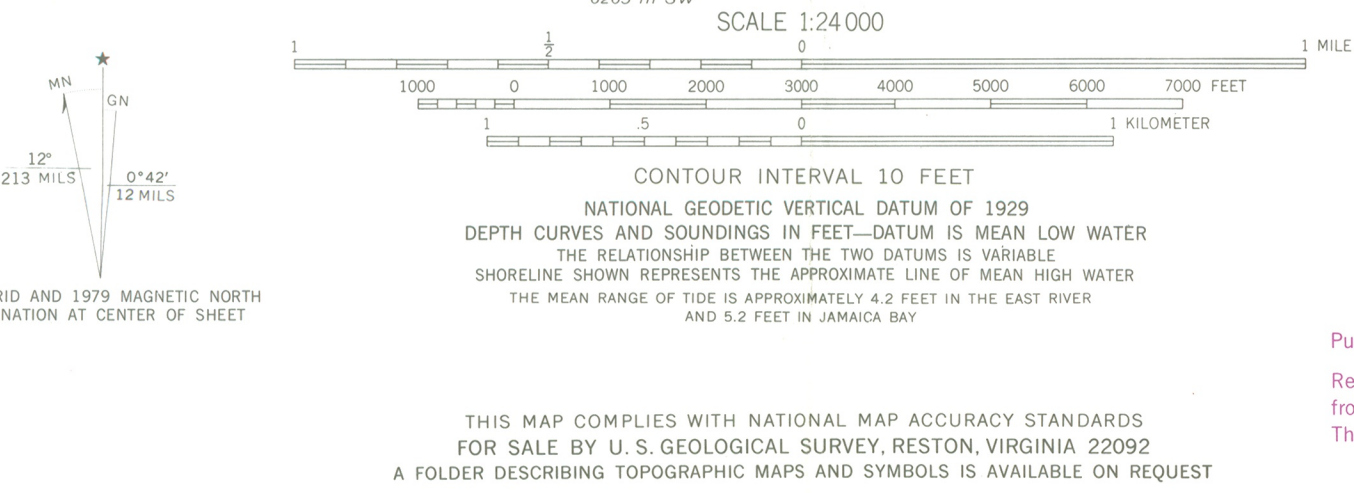 SCALE 1:24 000
1 ½ 0 1 MILE
1000 0 1000 2000 3000 4000 5000 6000 7000 FEET
1 .5 0 1 KILOMETER
MN
GN
12°
213 MILS
0°42'
12 MILS
AND 1979 MAGNETIC NORTH
AT CENTER OF SHEET
CONTOUR INTERVAL 10 FEET
NATIONAL GEODETIC VERTICAL DATUM OF 1929
DEPTH CURVES AND SOUNDINGS IN FEET—DATUM IS MEAN LOW WATER
THE RELATIONSHIP BETWEEN THE TWO DATUMS IS VARIABLE
SHORELINE SHOWN REPRESENTS THE APPROXIMATE LINE OF MEAN HIGH WATER
THE MEAN RANGE OF TIDE IS APPROXIMATELY 4.2 FEET IN THE EAST RIVER
AND 5.2 FEET IN JAMAICA BAY
THIS MAP COMPLIES WITH NATIONAL MAP ACCURACY STANDARDS
FOR SALE BY U. S. GEOLOGICAL SURVEY, RESTON, VIRGINIA 22092
A FOLDER DESCRIBING TOPOGRAPHIC MAPS AND SYMBOLS IS AVAILABLE ON REQUEST